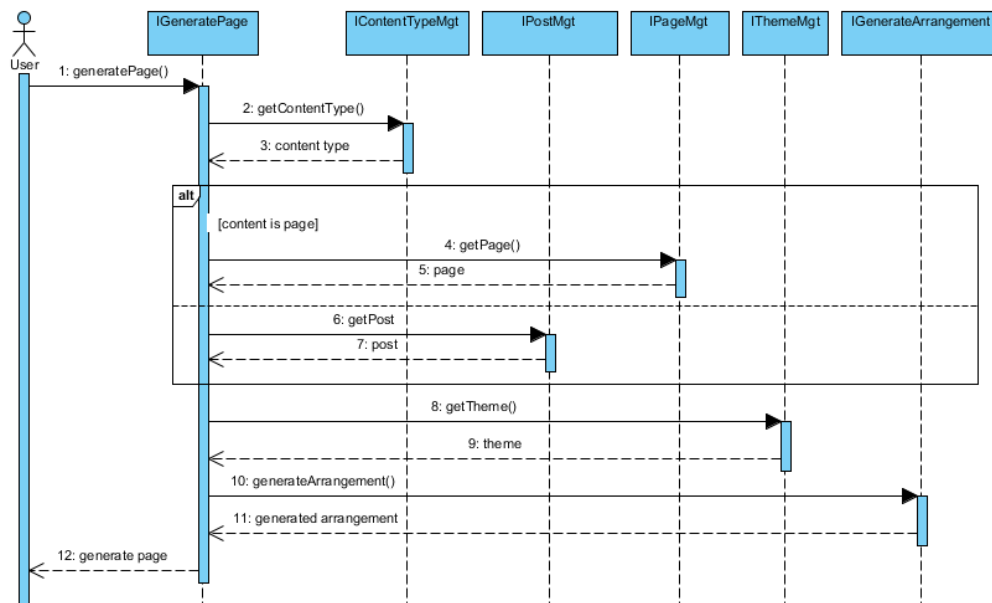 IGeneratePage
IContentTypeMgt
IPostMgt
IPageMgt
IThemeMgt
IGenerateArrangement
User
1: generatePage()
2: getContentType()
3: content type
alt
[content is page]
4: getPage()
5: page
6: getPost
7: post
8: getTheme()
9: theme
10: generateArrangement()
11: generated arrangement
12: generate page